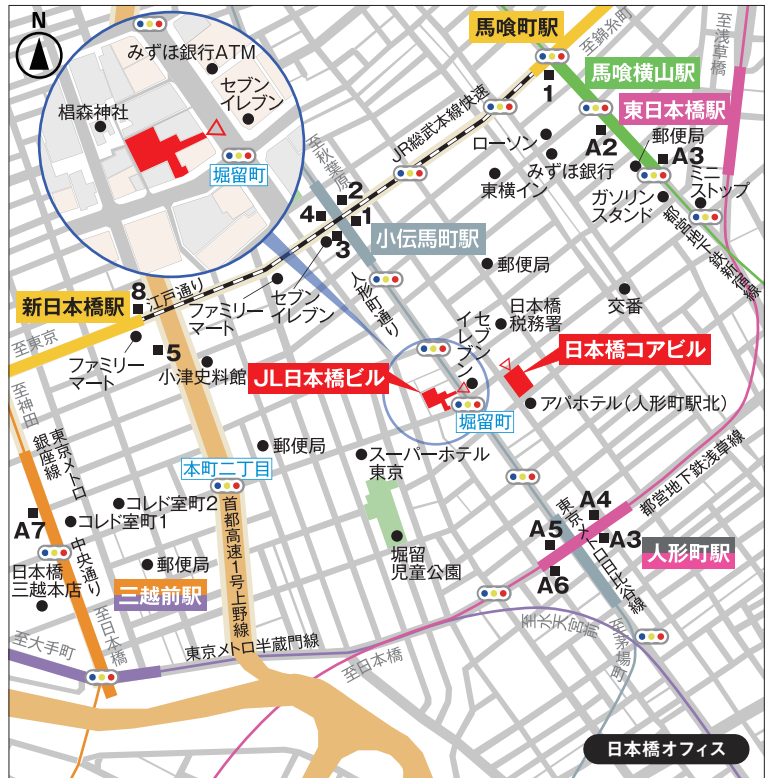 N
みずほ銀行ATM
セブン
イレブン
椙森神社
堀留町
馬喰町駅
至錦糸町
至浅草橋
馬喰横山駅
東日本橋駅
1
JR総武本線快速
ローソン
みずほ銀行
東横イン
A2
郵便局
A3
ミニ
ストップ
ガソリン
スタンド
都営地下鉄新宿線
至秋葉原
2
4
1
3
小伝馬町駅
人形町通り
郵便局
交番
8
江戸通り
新日本橋駅
ファミリー
マート
セブン
イレブン
至東京
ファミリー
マート
5
小津史料館
セブン
イレブン
日本橋
税務署
日本橋コアビル
JL日本橋ビル
アパホテル（人形町駅北）
堀留町
至神田
東京メトロ
銀座線
郵便局
本町二丁目
スーパーホテル
東京
都営地下鉄浅草線
コレド室町2
コレド室町1
A7
首都高速1号上野線
中央通り
堀留
児童公園
A4
A5
A3
A6
東京メトロ日比谷線
人形町駅
日本橋
三越本店
郵便局
三越前駅
至日本橋
至大手町
東京メトロ半蔵門線
至日本橋
至水天宮前
至茅場町
日本橋オフィス